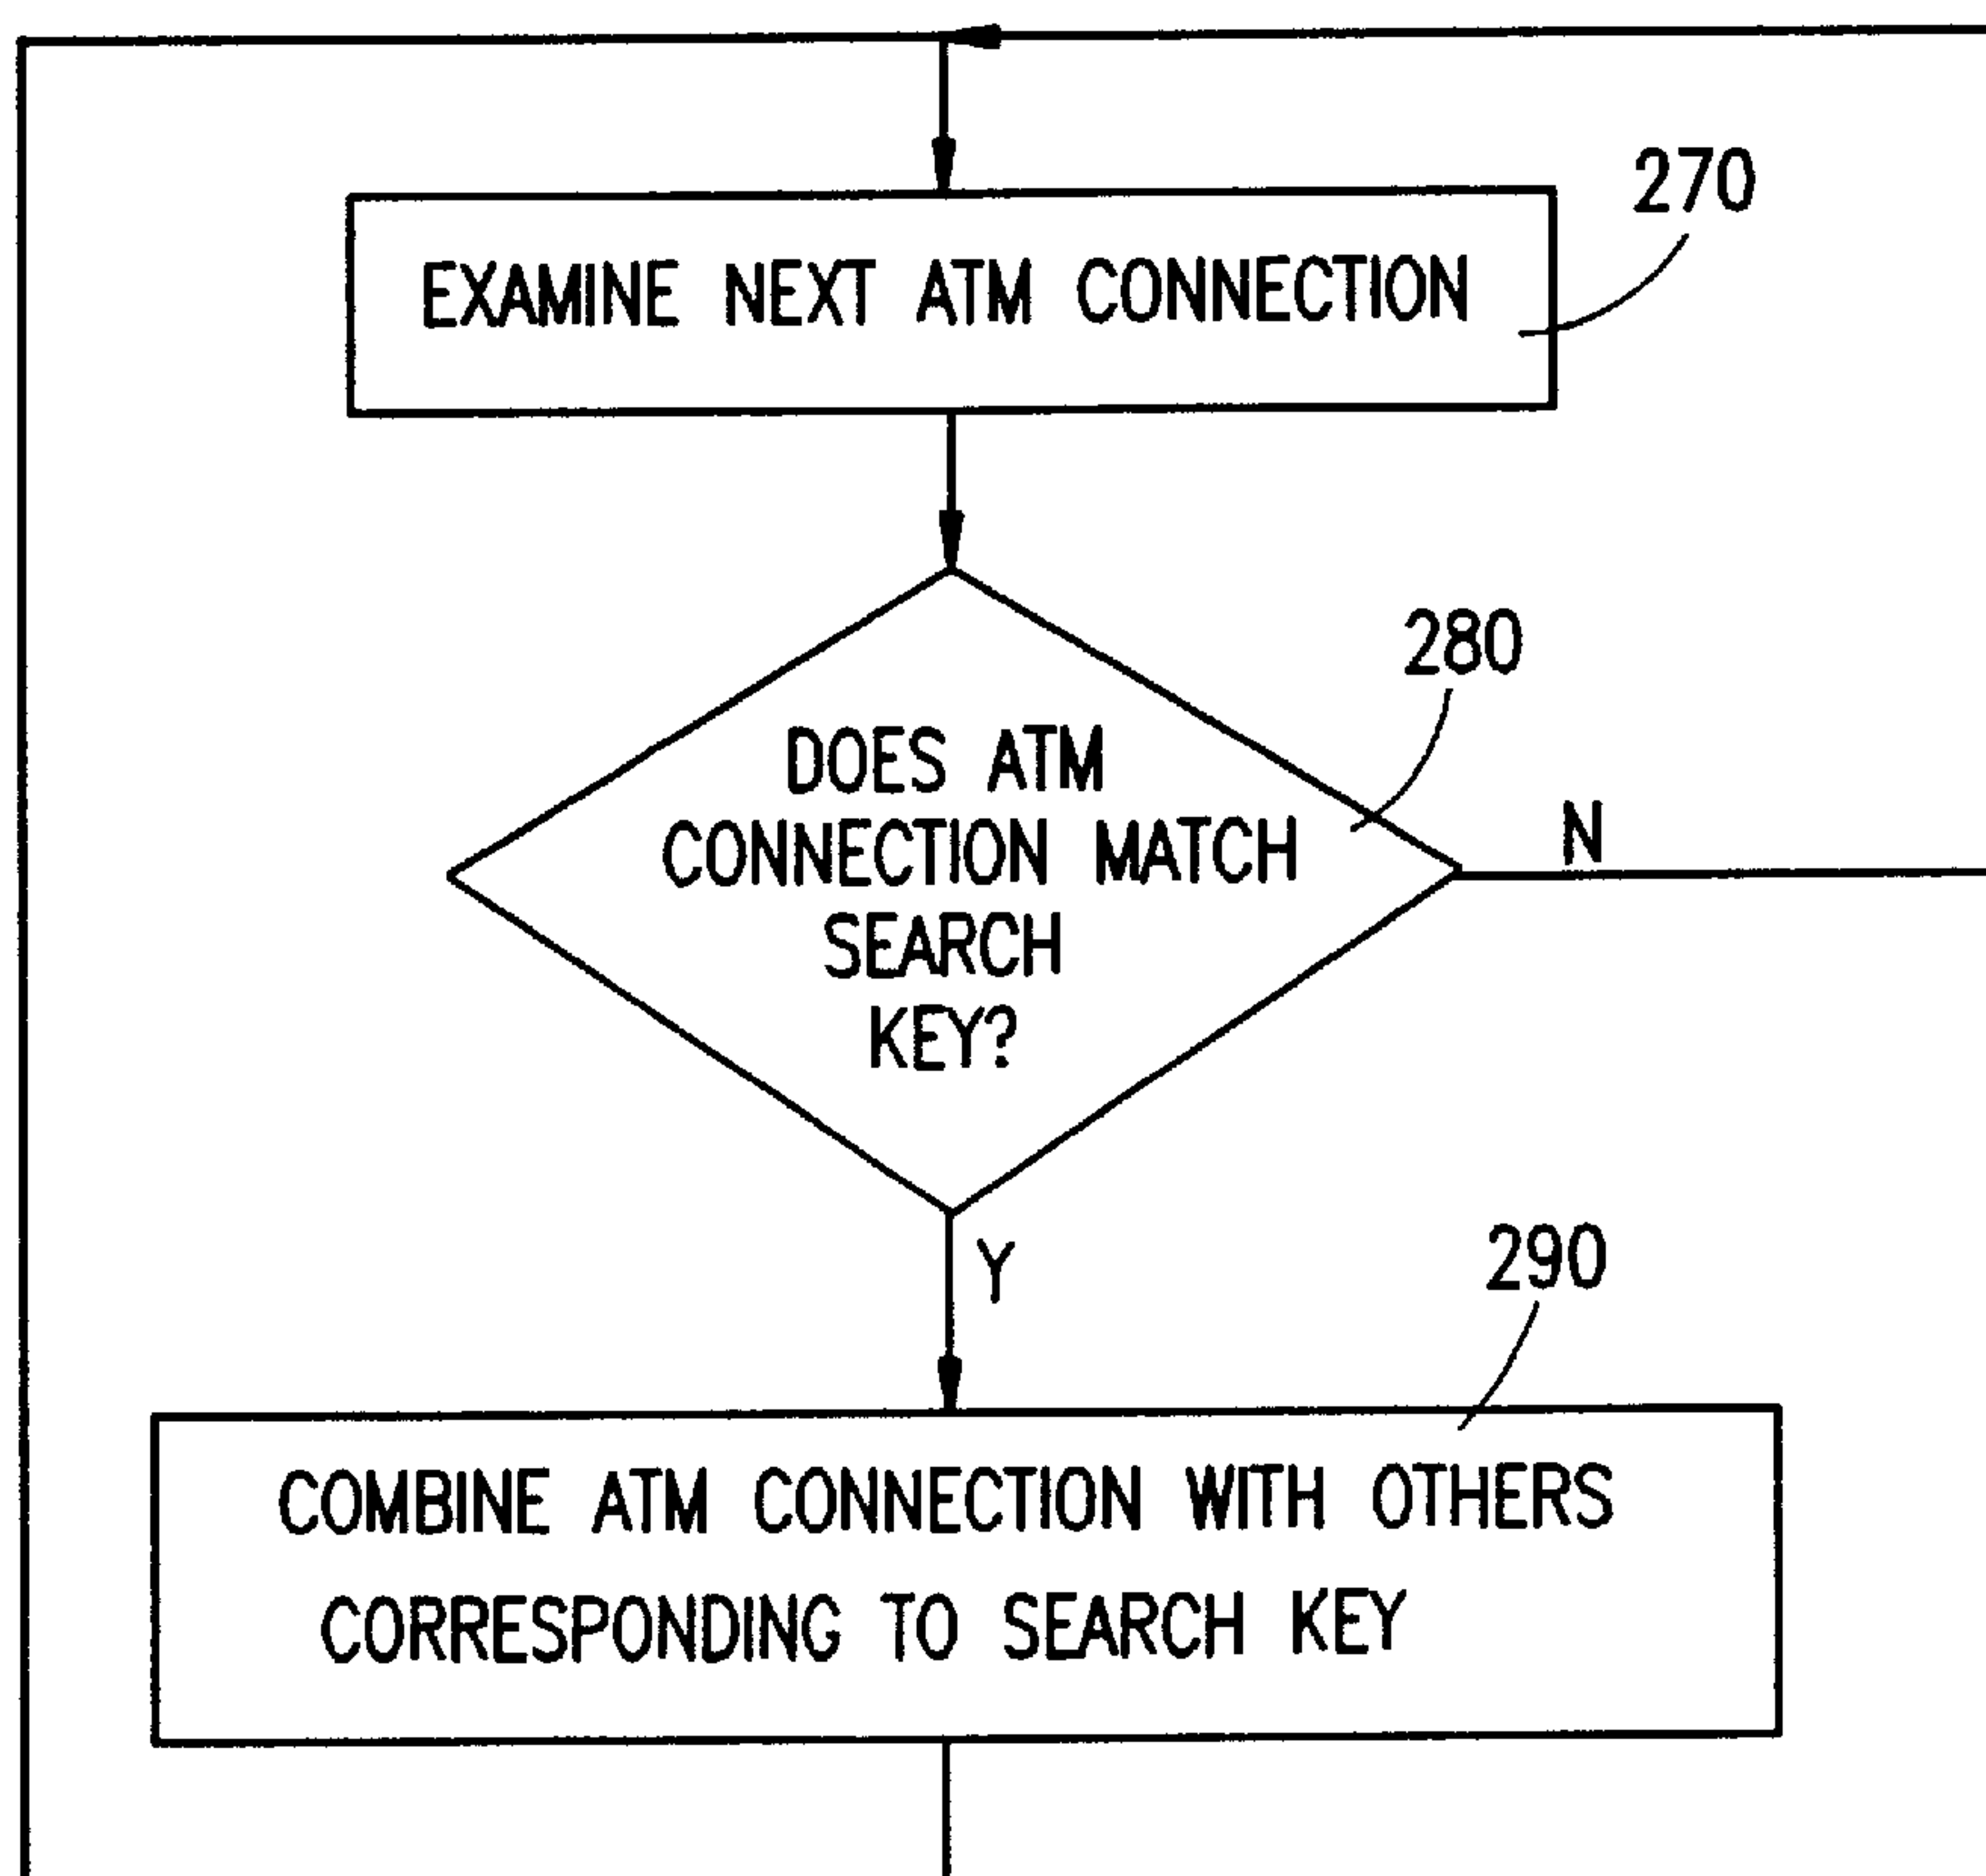 270
EXAMINE NEXT ATM CONNECTION
280
DOES ATM
CONNECTION MATCH
SEARCH
KEY?
N
Y
290
COMBINE ATM CONNECTION WITH OTHERS
CORRESPONDING TO SEARCH KEY